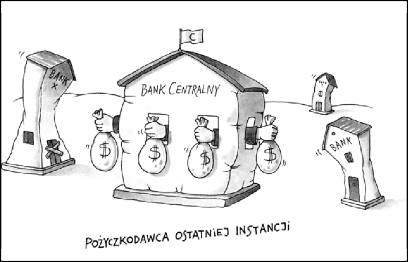 C
BANK CENTRALNY
BANK
X
$ $ $ $
BANK
POŻYCZKODAWCA OSTATNIEJ INSTANCJI